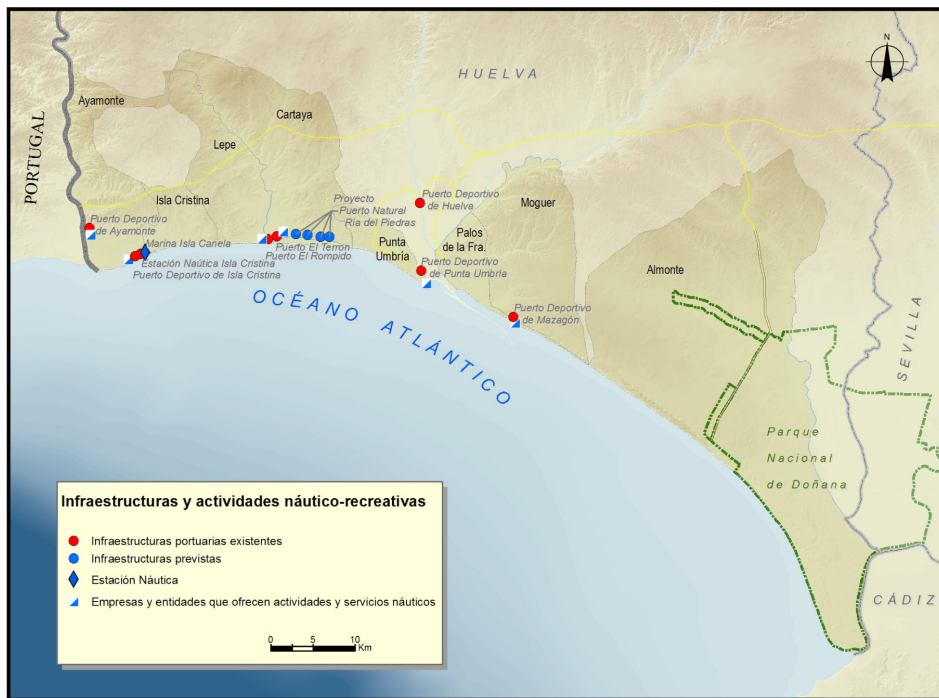 N
HUELVA
PORTUGAL
Ayamonte
Cartaya
Lepe
Isla Cristina
Proyecto
Puerto Natural
Ría del Piedras
Puerto Deportivo
de Huelva
Moguer
Puerto Deportivo
de Ayamonte
Marina Isla Canela
Estación Naútica Isla Cristina
Puerto Deportivo de Isla Cristina
Puerto El Terrón
Puerto El Rompido
Punta
Umbría
Palos
de la Fra.
Puerto Deportivo
de Punta Umbría
Almonte
Puerto Deportivo
de Mazagón
OCÉANO ATLÁNTICO
SEVILLA
Parque
Nacional
de Doñana
CÁDIZ
Infraestructuras y actividades náutico-recreativas
Infraestructuras portuarias existentes
Infraestructuras previstas
Estación Náutica
Empresas y entidades que ofrecen actividades y servicios náuticos
0 5 10
Km